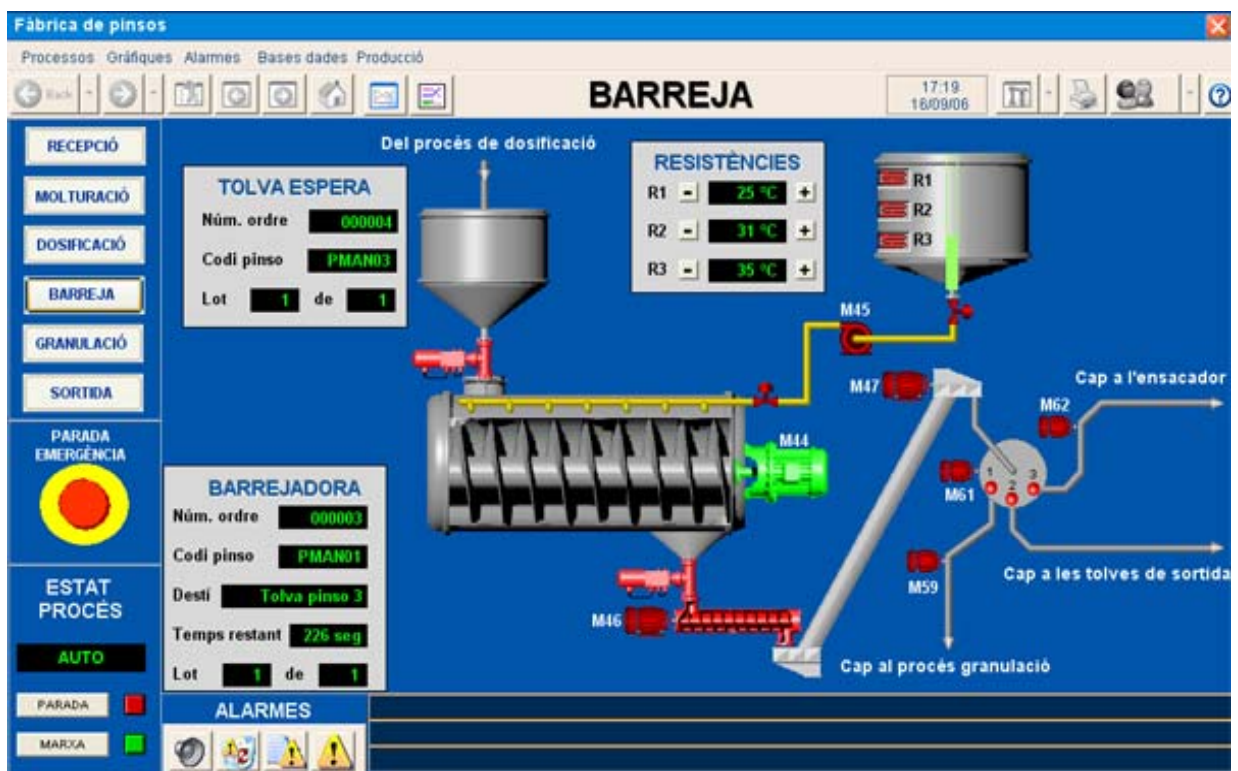 Fàbrica de pinsos
Processos Gràfiques Alarmes Bases dades Producció
Back
BARREJA
17:19
16/09/06
RECEPCIÓ
MOLTURACIÓ
DOSIFICACIÓ
BARREJA
GRANULACIÓ
SORTIDA
PARADA
EMERGÈNCIA
ESTAT
PROCÉS
AUTO
PARADA
MARXA
Del procés de dosificació
TOLVA ESPERA
Núm. ordre 000004
Codi pinso PMAN03
Lot 1 de 1
RESISTÈNCIES
R1 - 25 ºC +
R2 - 31 ºC +
R3 - 35 ºC +
R1
R2
R3
M45
M47
Cap a l'ensacador
M62
M44
1 2 3
M61
M59
Cap a les tolves de sortida
M46
Cap al procés granulació
BARREJADORA
Núm. ordre 000003
Codi pinso PMAN01
Destí Tolva pinso 3
Temps restant 226 seg
Lot 1 de 1
ALARMES